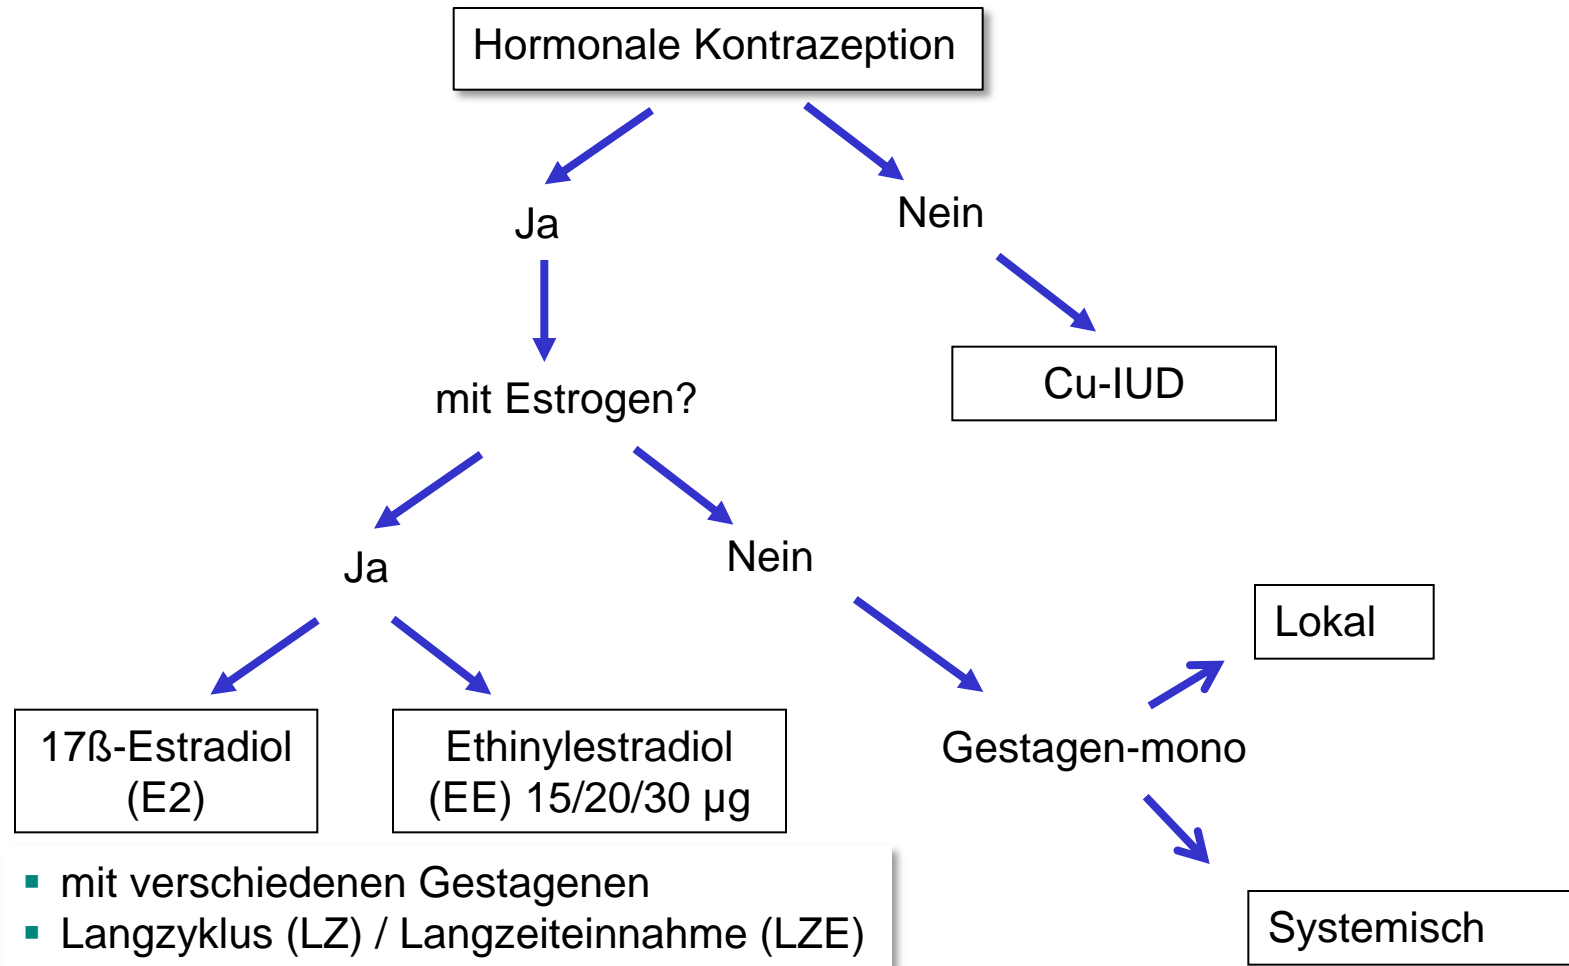 Hormonale Kontrazeption
Ja
Nein
mit Estrogen?
Cu-IUD
Ja
Nein
Lokal
17ß-Estradiol
(E2)
Ethinylestradiol
(EE) 15/20/30 µg
Gestagen-mono
▪ mit verschiedenen Gestagenen
▪ Langzyklus (LZ) / Langzeiteinnahme (LZE)
Systemisch